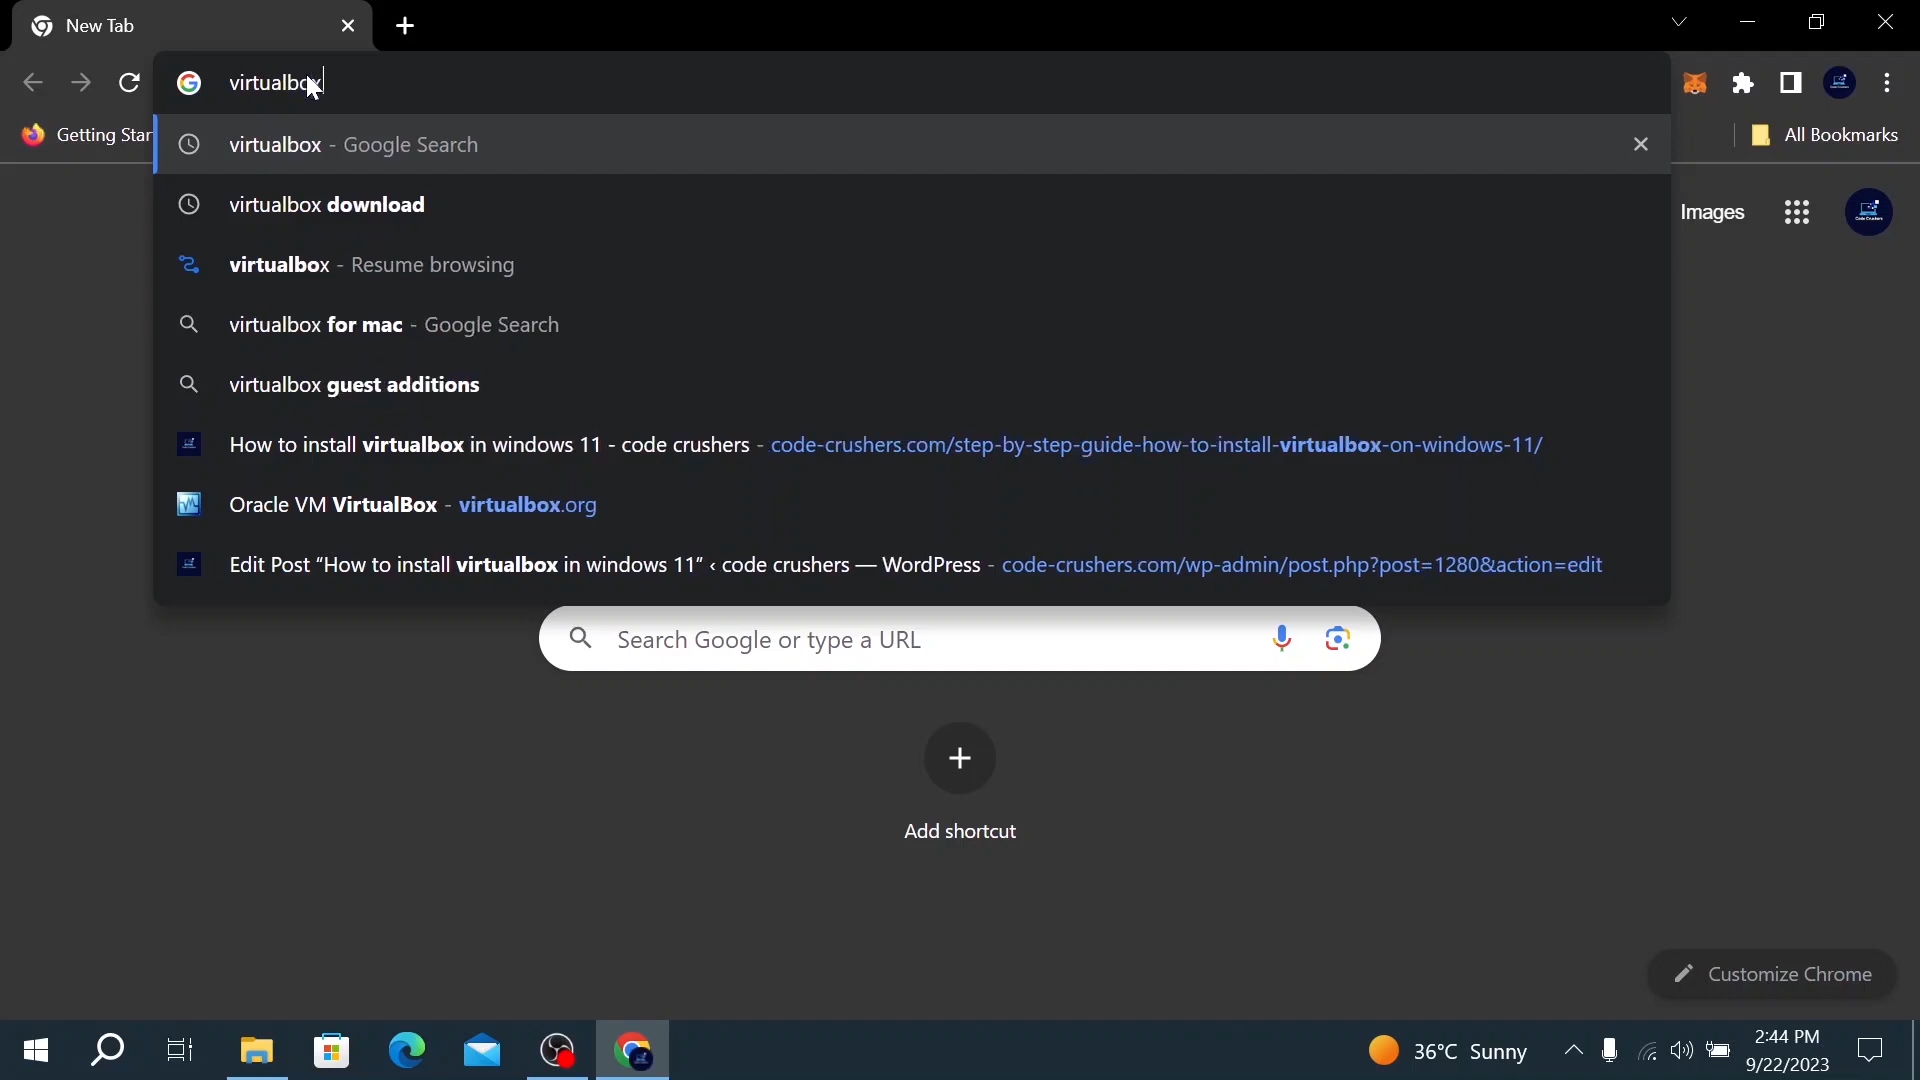 New Tab
virtualbox
Getting Star
All Bookmarks
virtualbox - Google Search
virtualbox download
virtualbox - Resume browsing
virtualbox for mac - Google Search
virtualbox guest additions
How to install virtualbox in windows 11 - code crushers - code-crushers.com/step-by-step-guide-how-to-install-virtualbox-on-windows-11/
Oracle VM VirtualBox - virtualbox.org
Edit Post “How to install virtualbox in windows 11” ‹ code crushers — WordPress - code-crushers.com/wp-admin/post.php?post=1280&action=edit
Images
Search Google or type a URL
Add shortcut
Customize Chrome
36°C Sunny
2:44 PM
9/22/2023